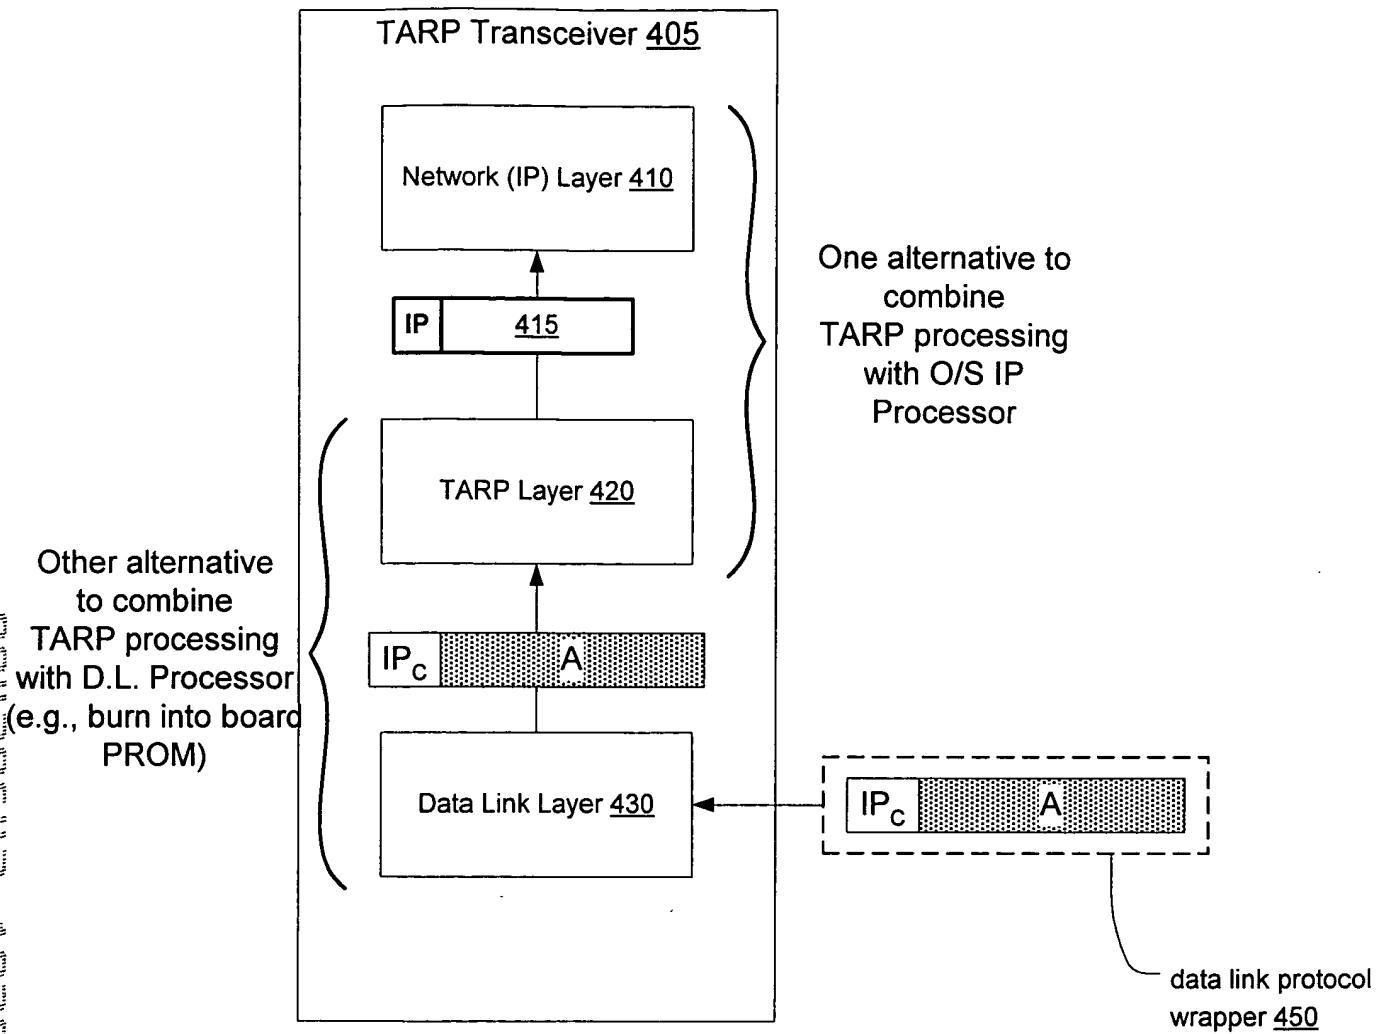 TARP Transceiver 405
Network (IP) Layer 410
IP 415
One alternative to
combine
TARP processing
with O/S IP
Processor
TARP Layer 420
Other alternative
to combine
TARP processing
with D.L. Processor
(e.g., burn into board
PROM)
IPC A
Data Link Layer 430
IPC A
data link protocol
wrapper 450